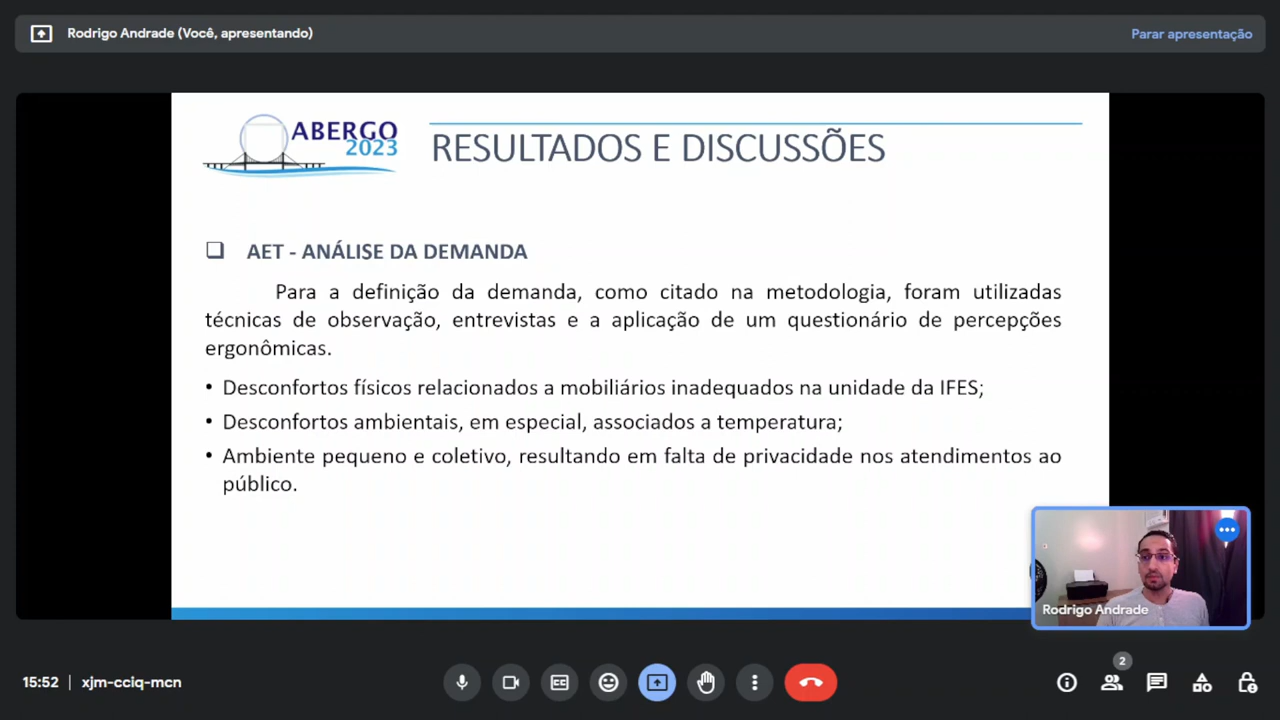 Rodrigo Andrade (Você, apresentando)
Parar apresentação
ABERGO
2023
RESULTADOS E DISCUSSÕES
AET - ANÁLISE DA DEMANDA
Para a definição da demanda, como citado na metodologia, foram utilizadas
técnicas de observação, entrevistas e a aplicação de um questionário de percepções
ergonômicas.
• Desconfortos físicos relacionados a mobiliários inadequados na unidade da IFES;
• Desconfortos ambientais, em especial, associados a temperatura;
• Ambiente pequeno e coletivo, resultando em falta de privacidade nos atendimentos ao
público.
Rodrigo Andrade
15:52 | xjm-cciq-mcn
2